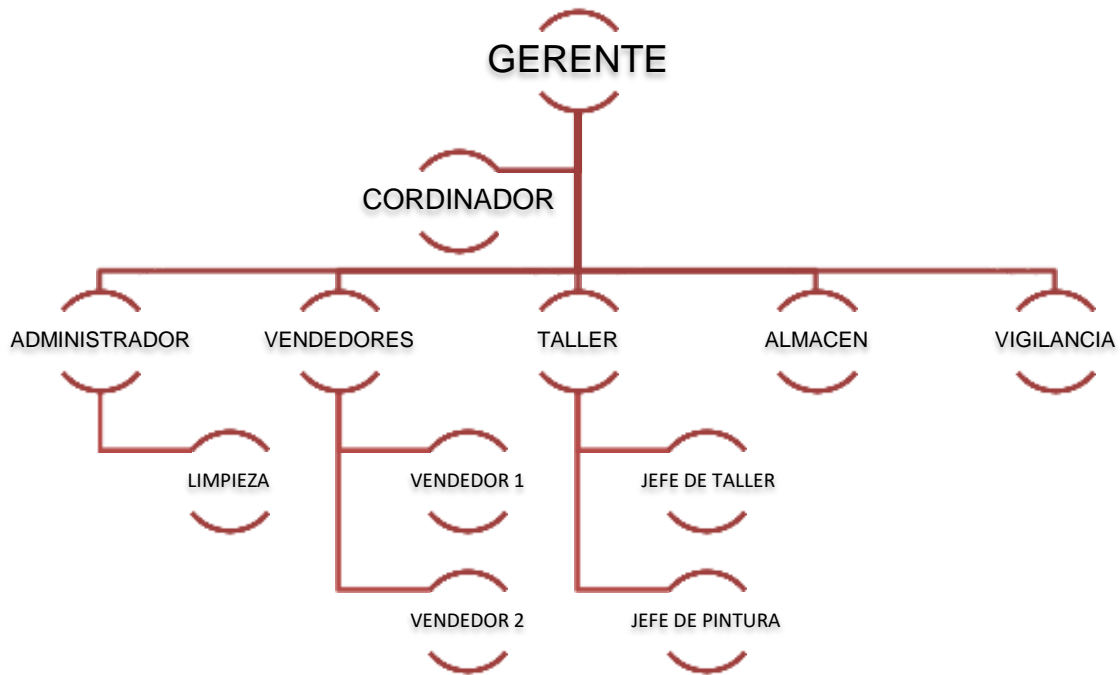 GERENTE
CORDINADOR
ADMINISTRADOR
VENDEDORES
TALLER
ALMACEN
VIGILANCIA
LIMPIEZA
VENDEDOR 1
JEFE DE TALLER
VENDEDOR 2
JEFE DE PINTURA